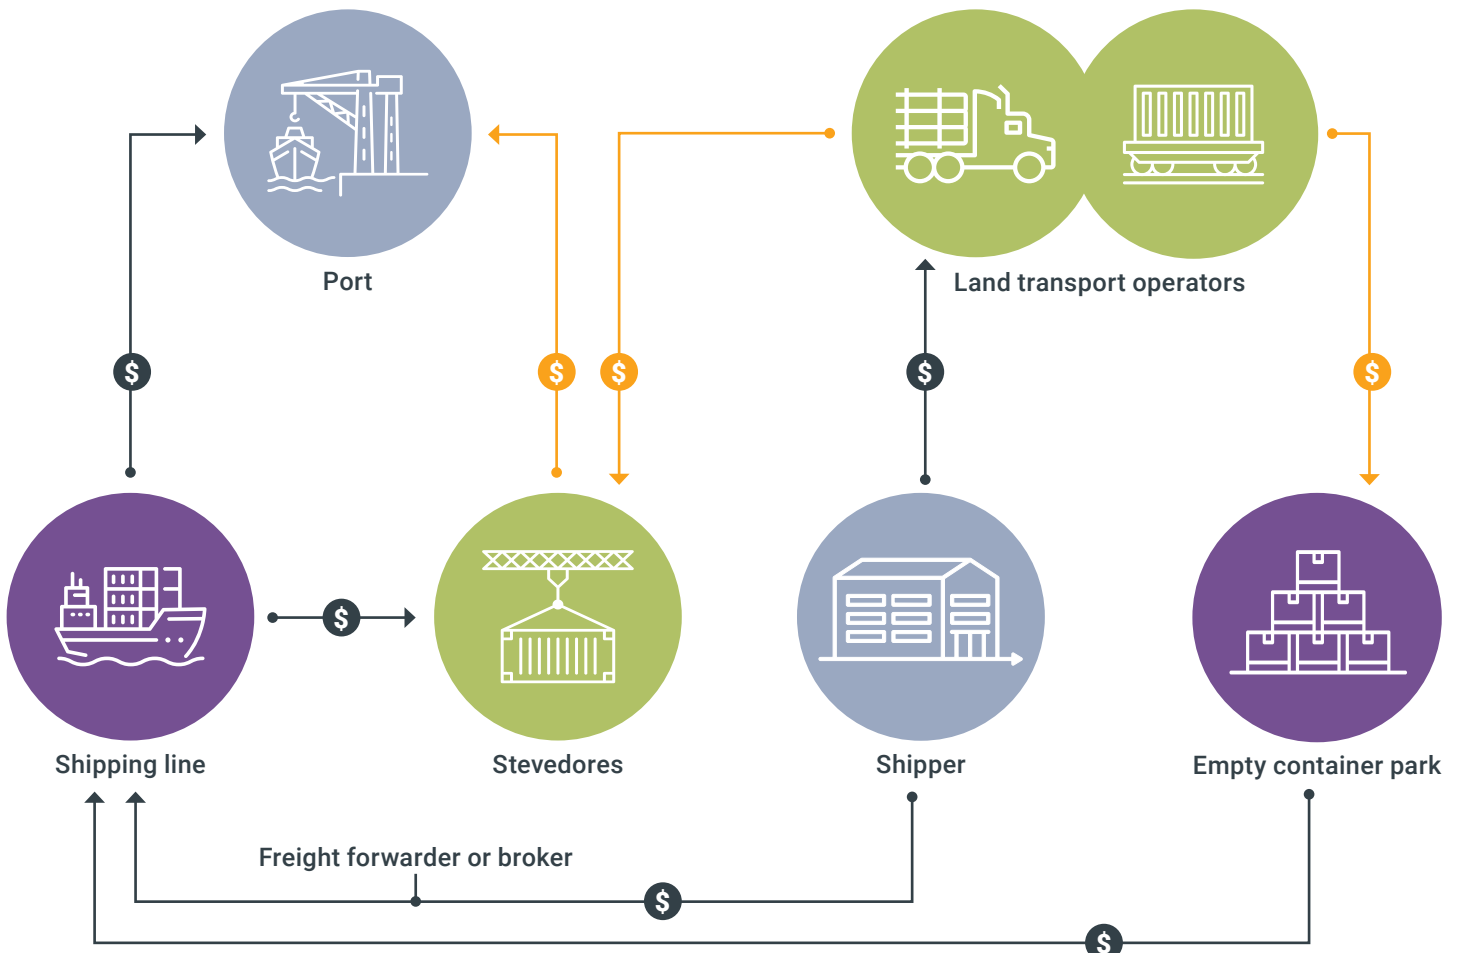 Port
Land transport operators
$
$
$
$
$
$
Shipping line
Stevedores
Shipper
Empty container park
Freight forwarder or broker
$
$